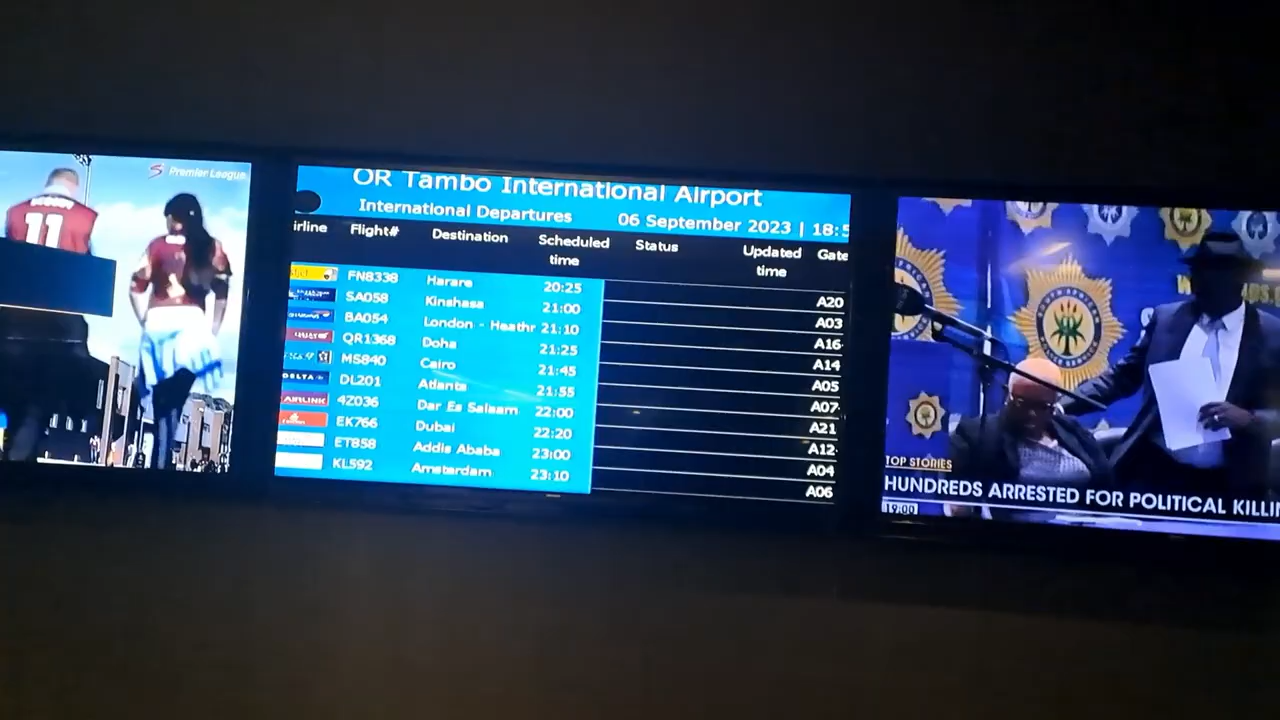 Premier League
11
OR Tambo International Airport
International Departures 06 September 2023 | 18:5
irline Flight# Destination Scheduled time Status Updated time Gate
FN8338 Harare 20:25 A20
SA058 Kinshasa 21:00 A03
BA054 London - Heathr 21:10 A16
QR1368 Doha 21:25 A14
MS840 Cairo 21:45 A05
DELTA DL201 Atlanta 21:55 A07
AIRLINK 4Z036 Dar Es Salaam 22:00 A21
EK766 Dubai 22:20 A12
ET858 Addis Ababa 23:00 A04
KL592 Amsterdam 23:10 A06
TOP STORIES
HUNDREDS ARRESTED FOR POLITICAL KILLI
19:00